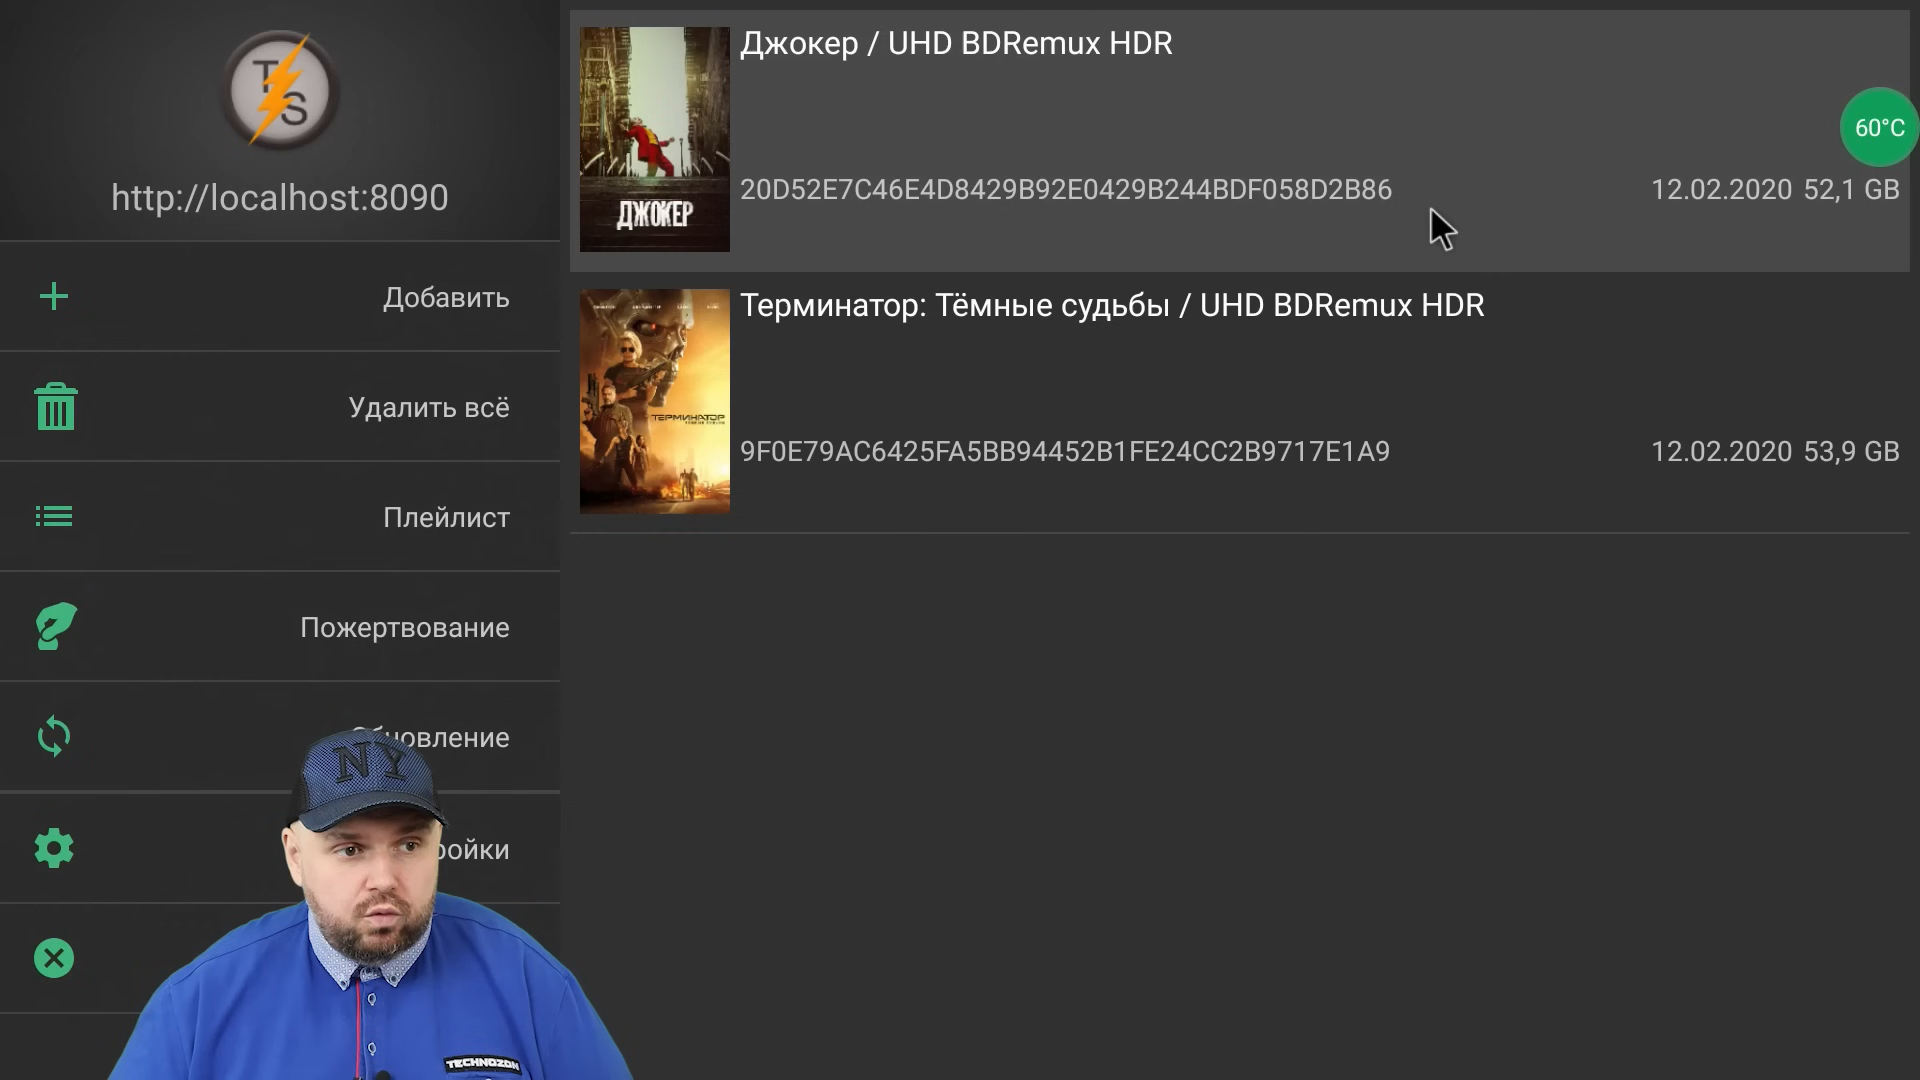 TS
http://localhost:8090
Добавить
Удалить всё
Плейлист
Пожертвование
Обновление
ройки
Джокер / UHD BDRemux HDR
ДЖОКЕР
20D52E7C46E4D8429B92E0429B244BDF058D2B86
12.02.2020 52,1 GB
60°C
Терминатор: Тёмные судьбы / UHD BDRemux HDR
ТЕРМИНАТОР
9F0E79AC6425FA5BB94452B1FE24CC2B9717E1A9
12.02.2020 53,9 GB
NY
TECHNOZON